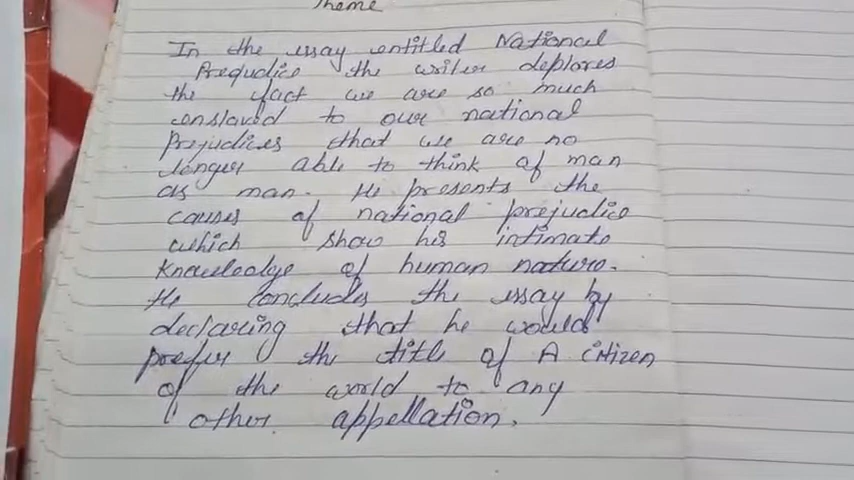 Theme
In the essay entitled National
Prequdice the writer deplores
the fact we are so much
enslaved to our national
Prejudices that we are no
longer able to think of man
as man. He presents the
causes of national prejudice
which show his intimate
knowledge of human nature.
He Concludes the essay by
declaring that he would
prefer the title of A citizen
of the world to any
other appellation.